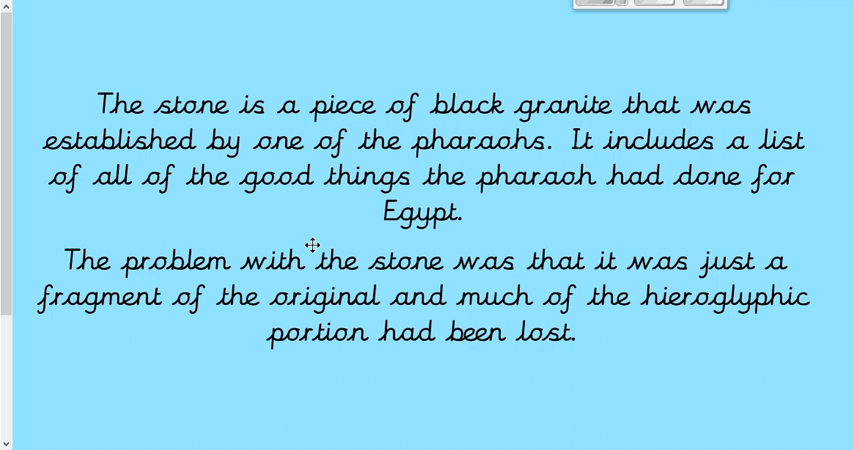 The stone is a piece of black granite that was
established by one of the pharaohs. It includes a list
of all of the good things the pharaoh had done for
Egypt.
The problem with the stone was that it was just a
fragment of the original and much of the hieroglyphic
portion had been lost.